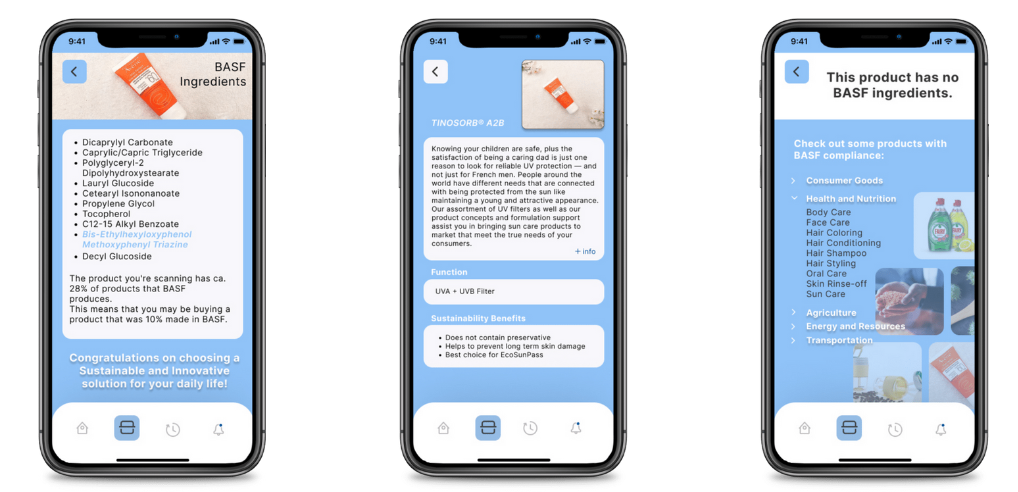 9:41
BASF
Ingredients
• Dicaprylyl Carbonate
• Caprylic/Capric Triglyceride
• Polyglyceryl-2
Dipolyhydroxystearate
• Lauryl Glucoside
• Cetearyl Isononanoate
• Propylene Glycol
• Tocopherol
• C12-15 Alkyl Benzoate
• Bis-Ethylhexyloxyphenol
Methoxyphenyl Triazine
• Decyl Glucoside
The product you're scanning has ca.
28% of products that BASF
produces.
This means that you may be buying a
product that was 10% made in BASF.
Congratulations on choosing a
Sustainable and Innovative
solution for your daily life!
9:41
TINOSORB® A2B
Knowing your children are safe, plus the
satisfaction of being a caring dad is just one
reason to look for reliable UV protection — and
not just for French men. People around the
world have different needs that are connected
with being protected from the sun like
maintaining a young and attractive appearance.
Our assortment of UV filters as well as our
product concepts and formulation support
assist you in bringing sun care products to
market that meet the true needs of your
consumers.
+ info
Function
UVA + UVB Filter
Sustainability Benefits
• Does not contain preservative
• Helps to prevent long term skin damage
• Best choice for EcoSunPass
9:41
This product has no
BASF ingredients.
Check out some products with
BASF compliance:
Consumer Goods
Health and Nutrition
Body Care
Face Care
Hair Coloring
Hair Conditioning
Hair Shampoo
Hair Styling
Oral Care
Skin Rinse-off
Sun Care
Agriculture
Energy and Resources
Transportation